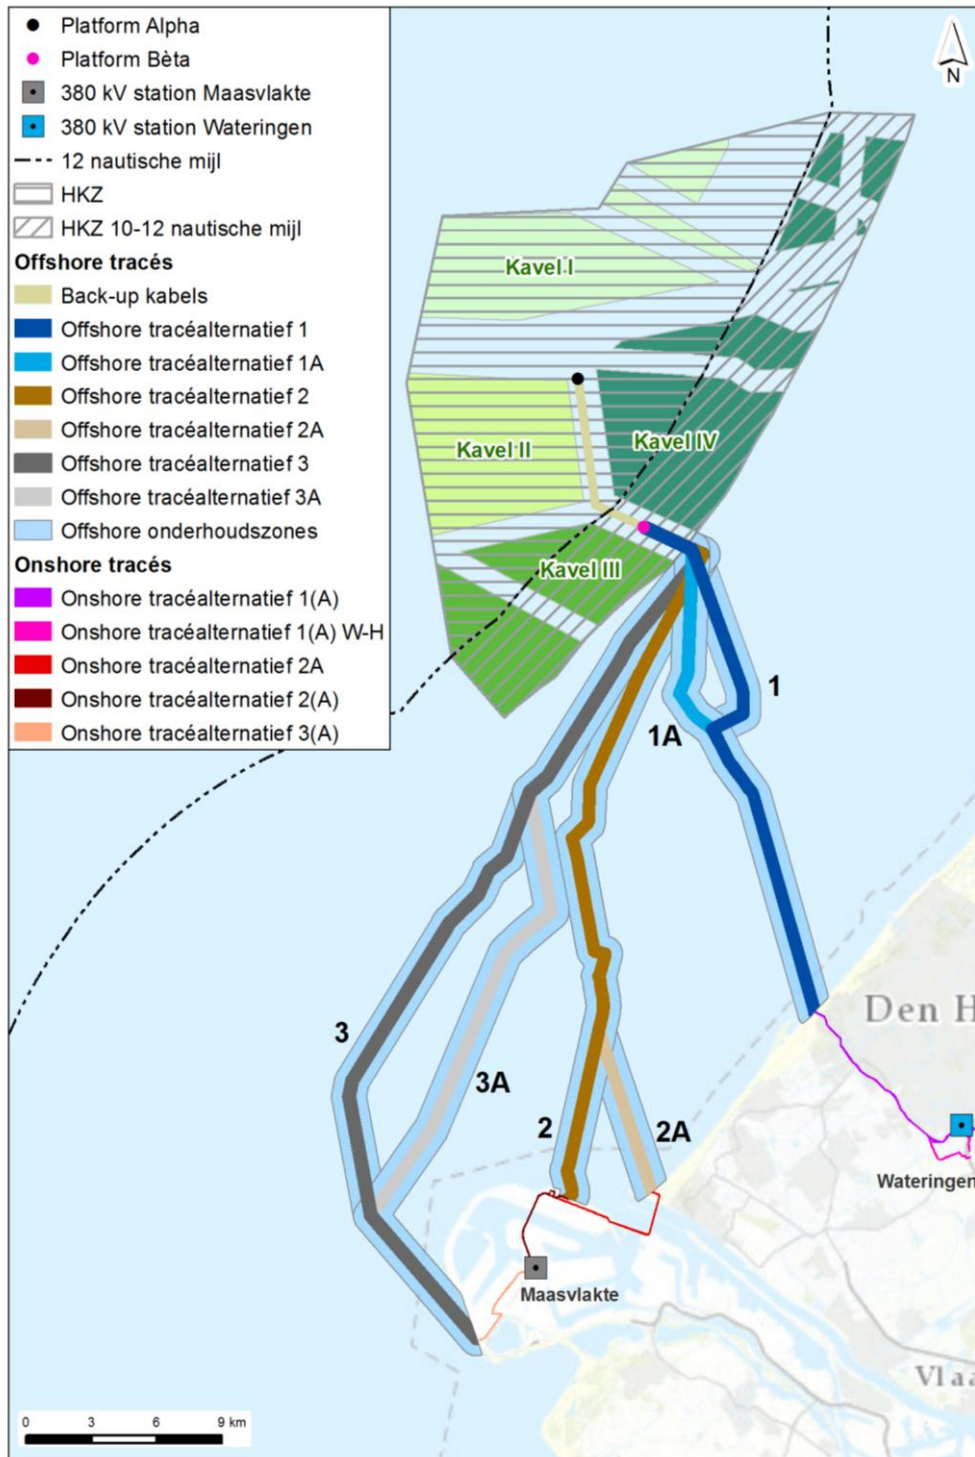 Platform Alpha
Platform Bèta
380 kV station Maasvlakte
380 kV station Wateringen
12 nautische mijl
HKZ
HKZ 10-12 nautische mijl
Offshore tracés
Back-up kabels
Offshore tracéalternatief 1
Offshore tracéalternatief 1A
Offshore tracéalternatief 2
Offshore tracéalternatief 2A
Offshore tracéalternatief 3
Offshore tracéalternatief 3A
Offshore onderhoudszones
Onshore tracés
Onshore tracéalternatief 1(A)
Onshore tracéalternatief 1(A) W-H
Onshore tracéalternatief 2A
Onshore tracéalternatief 2(A)
Onshore tracéalternatief 3(A)
N
Kavel I
Kavel II
Kavel IV
Kavel III
1
1A
Den H
3
3A
2
2A
Wateringen
Maasvlakte
Vlaa
0 3 6 9 km